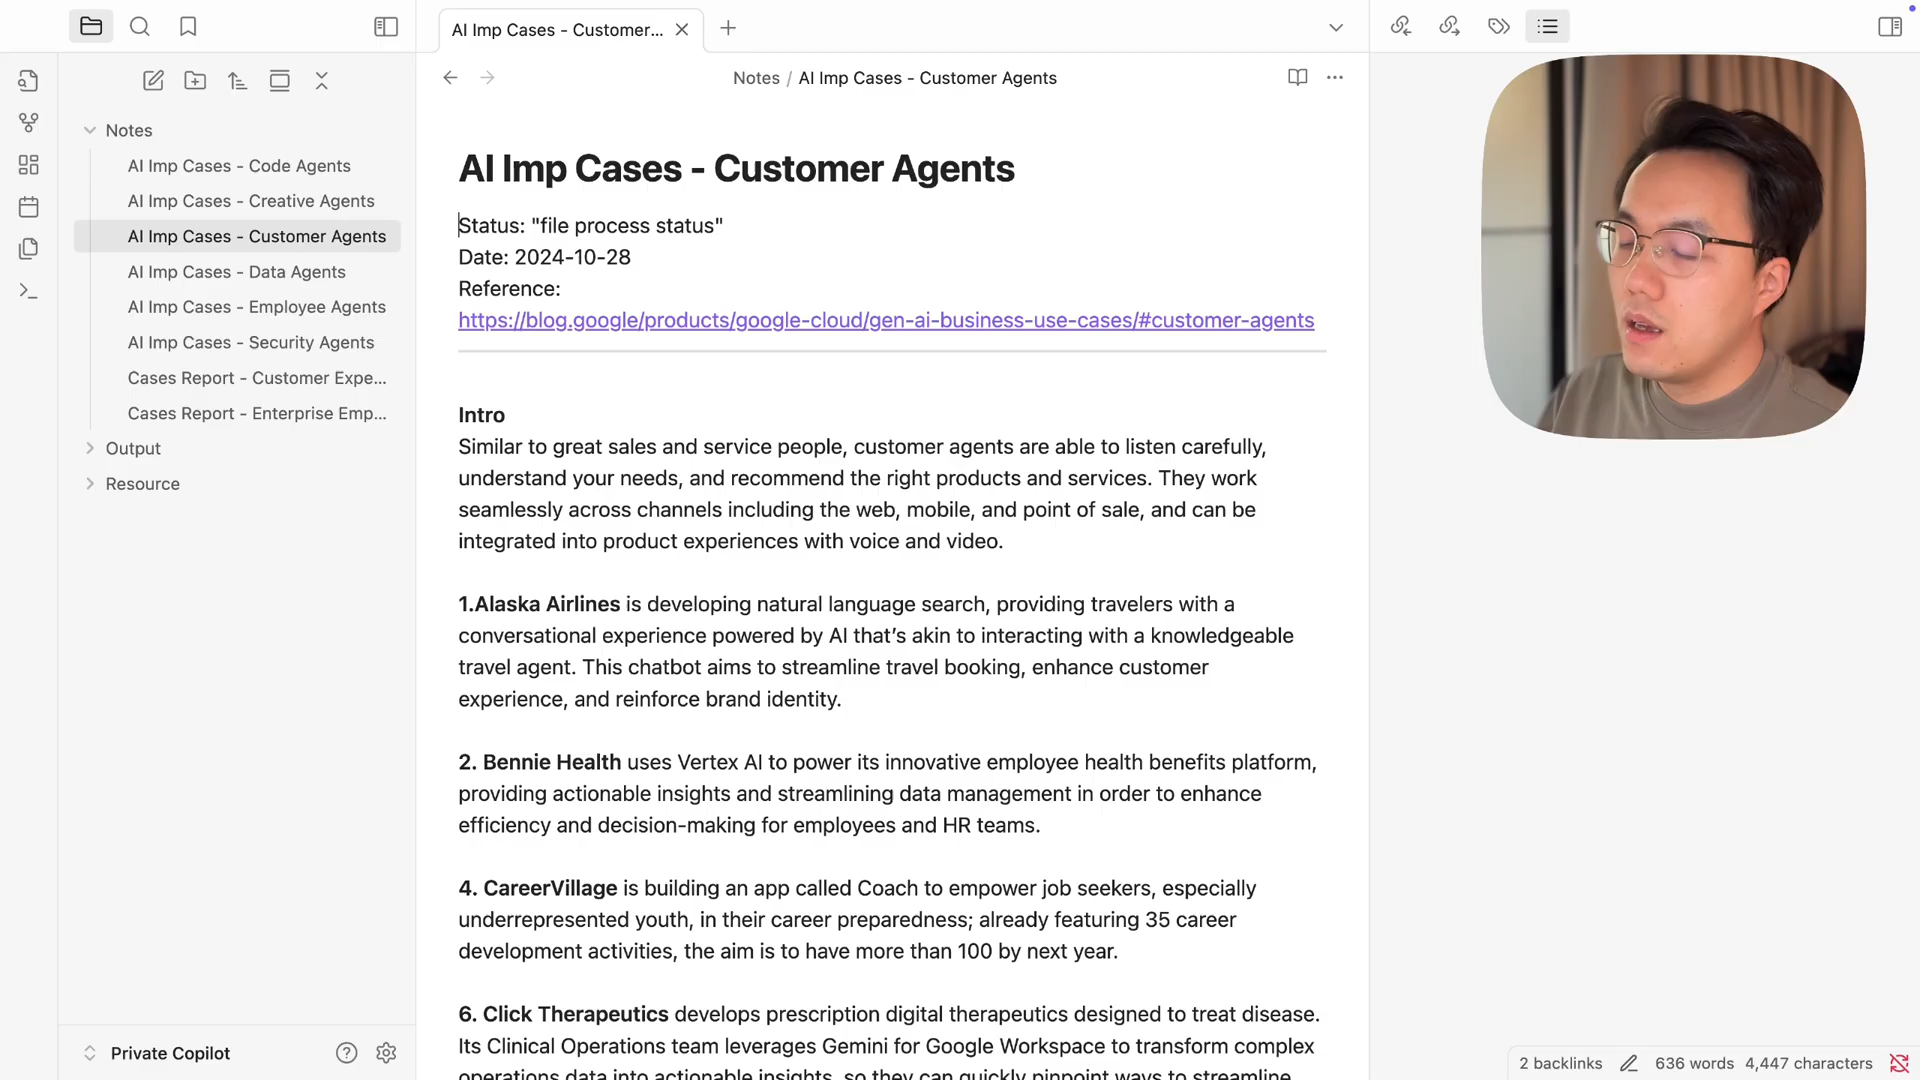 AI Imp Cases - Customer...
Notes / AI Imp Cases - Customer Agents
Notes
AI Imp Cases - Code Agents
AI Imp Cases - Creative Agents
AI Imp Cases - Customer Agents
AI Imp Cases - Data Agents
AI Imp Cases - Employee Agents
AI Imp Cases - Security Agents
Cases Report - Customer Expe...
Cases Report - Enterprise Emp...
Output
Resource
Private Copilot
AI Imp Cases - Customer Agents
Status: "file process status"
Date: 2024-10-28
Reference:
https://blog.google/products/google-cloud/gen-ai-business-use-cases/#customer-agents
Intro
Similar to great sales and service people, customer agents are able to listen carefully,
understand your needs, and recommend the right products and services. They work
seamlessly across channels including the web, mobile, and point of sale, and can be
integrated into product experiences with voice and video.
1.Alaska Airlines is developing natural language search, providing travelers with a
conversational experience powered by AI that’s akin to interacting with a knowledgeable
travel agent. This chatbot aims to streamline travel booking, enhance customer
experience, and reinforce brand identity.
2. Bennie Health uses Vertex AI to power its innovative employee health benefits platform,
providing actionable insights and streamlining data management in order to enhance
efficiency and decision-making for employees and HR teams.
4. CareerVillage is building an app called Coach to empower job seekers, especially
underrepresented youth, in their career preparedness; already featuring 35 career
development activities, the aim is to have more than 100 by next year.
6. Click Therapeutics develops prescription digital therapeutics designed to treat disease.
Its Clinical Operations team leverages Gemini for Google Workspace to transform complex
operations data into actionable insights, so they can quickly pinpoint ways to streamline
2 backlinks 636 words 4,447 characters